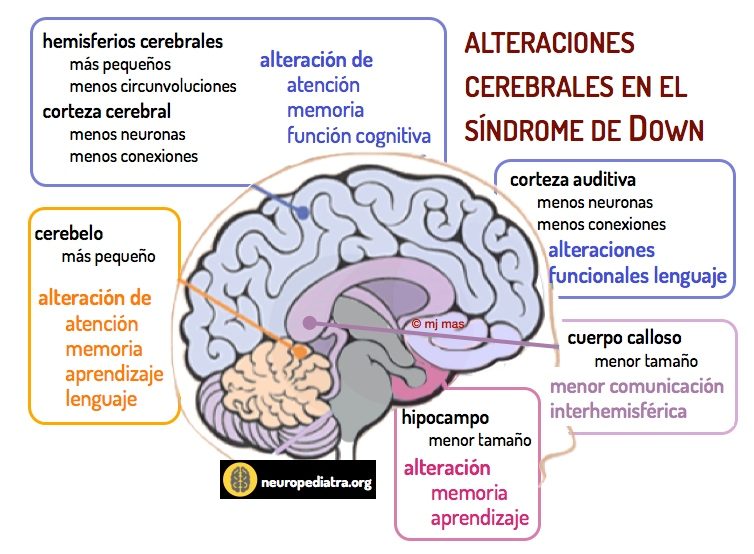 ALTERACIONES
CEREBRALES EN EL
SÍNDROME DE DOWN
hemisferios cerebrales
más pequeños
menos circunvoluciones
corteza cerebral
menos neuronas
menos conexiones
alteración de
atención
memoria
función cognitiva
corteza auditiva
menos neuronas
menos conexiones
alteraciones
funcionales lenguaje
cerebelo
más pequeño
alteración de
atención
memoria
aprendizaje
lenguaje
© mj mas
cuerpo calloso
menor tamaño
menor comunicación
interhemisférica
hipocampo
menor tamaño
alteración
memoria
aprendizaje
neuropediatra.org